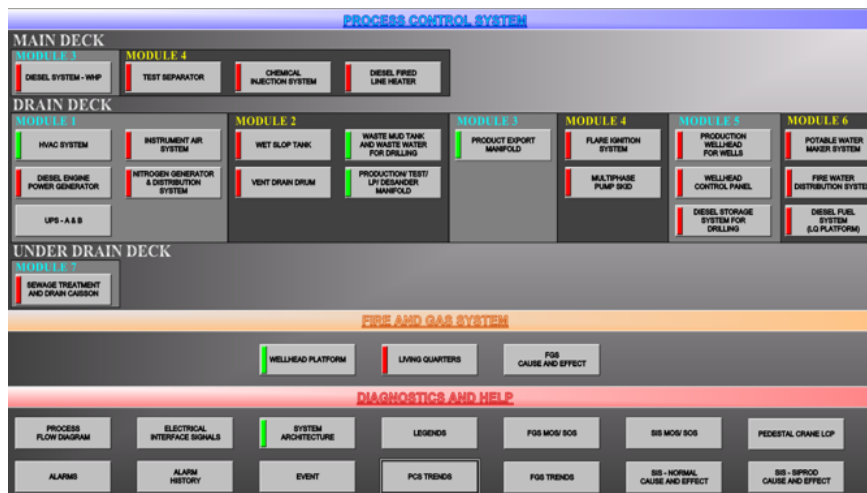 PROCESS CONTROL SYSTEM
MAIN DECK
MODULE 3
MODULE 4
DIESEL SYSTEM - WHP
TEST SEPARATOR
CHEMICAL
INJECTION SYSTEM
DIESEL FIRED
LINE HEATER
DRAIN DECK
MODULE 1
HVAC SYSTEM
INSTRUMENT AIR
SYSTEM
DIESEL ENGINE
POWER GENERATOR
NITROGEN GENERATOR
& DISTRIBUTION
SYSTEM
UPS - A & B
MODULE 2
WET SLOP TANK
WASTE MUD TANK
AND WASTE WATER
FOR DRILLING
VENT DRAIN DRUM
PRODUCTION/ TEST/
LP/ DESANDER
MANIFOLD
MODULE 3
PRODUCT EXPORT
MANIFOLD
MODULE 4
FLARE IGNITION
SYSTEM
MULTIPHASE
PUMP SKID
MODULE 5
PRODUCTION
WELLHEAD
FOR WELLS
WELLHEAD
CONTROL PANEL
DIESEL STORAGE
SYSTEM FOR
DRILLING
MODULE 6
POTABLE WATER
MAKER SYSTEM
FIRE WATER
DISTRIBUTION SYSTE
DIESEL FUEL
SYSTEM
(LQ PLATFORM)
UNDER DRAIN DECK
MODULE 7
SEWAGE TREATMENT
AND DRAIN CAISSON
FIRE AND GAS SYSTEM
WELLHEAD PLATFORM
LIVING QUARTERS
FGS
CAUSE AND EFFECT
DIAGNOSTICS AND HELP
PROCESS
FLOW DIAGRAM
ELECTRICAL
INTERFACE SIGNALS
SYSTEM
ARCHITECTURE
LEGENDS
FGS MOS/ SOS
SIS MOS/ SOS
PEDESTAL CRANE LCP
ALARMS
ALARM
HISTORY
EVENT
PCS TRENDS
FGS TRENDS
SIS - NORMAL
CAUSE AND EFFECT
SIS - SIPROD
CAUSE AND EFFECT